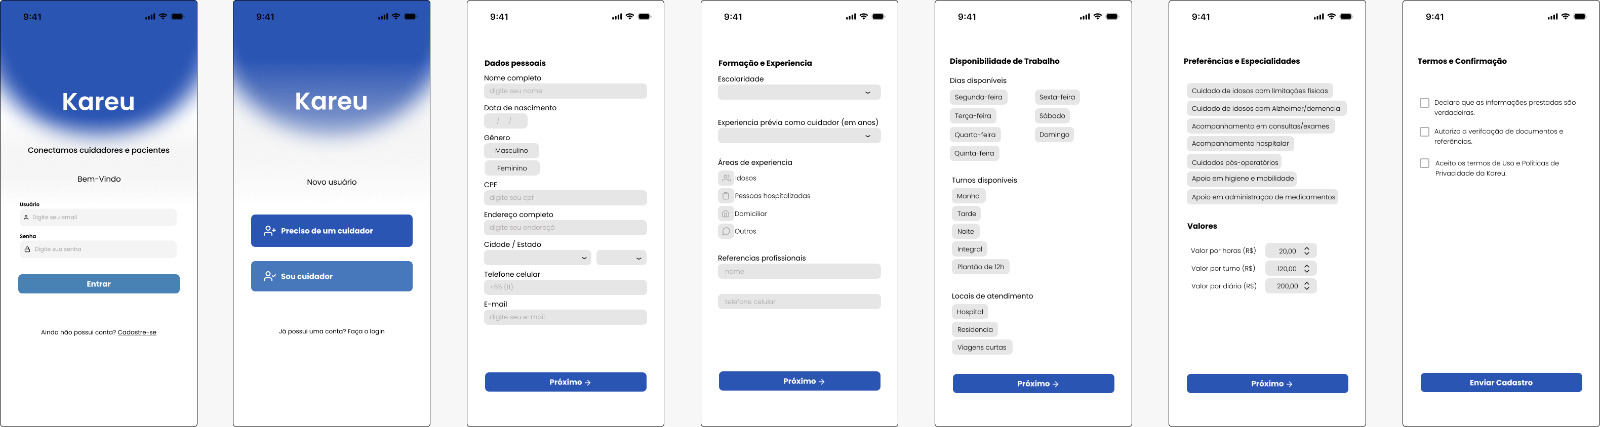 9:41
Kareu
Conectamos cuidadores e pacientes
Bem-Vindo
Usuário
Digite seu email
Senha
Digite sua senha
Entrar
Ainda não possui conta? Cadastre-se
9:41
Kareu
Novo usuário
Preciso de um cuidador
Sou cuidador
Já possui uma conta? Faça o login
9:41
Dados pessoais
Nome completo
digite seu nome
Data de nascimento
/ /
Gênero
Masculino
Feminino
CPF
digite seu cpf
Endereço completo
digite seu endereço
Cidade / Estado
Telefone celular
+55 (11)
E-mail
digite seu e-mail
Próximo →
9:41
Formação e Experiencia
Escolaridade
Experiencia prévia como cuidador (em anos)
Áreas de experiencia
Idosos
Pessoas hospitalizadas
Domiciliar
Outros
Referencias profissionais
nome
Telefone celular
Próximo →
9:41
Disponibilidade de Trabalho
Dias disponíveis
Segunda-feira Sexta-feira
Terça-feira Sábado
Quarta-feira Domingo
Quinta-feira
Turnos disponíveis
Manha
Tarde
Noite
Integral
Plantão de 12h
Locais de atendimento
Hospital
Residencia
Viagens curtas
Próximo →
9:41
Preferências e Especialidades
Cuidado de idosos com limitações físicas
Cuidado de idosos com Alzheimer/demencia
Acompanhamento em consultas/exames
Acompanhamento hospitalar
Cuidados pós-operatórios
Apoio em higiene e mobilidade
Apoio em administração de medicamentos
Valores
Valor por horas (R$) 20,00
Valor por turno (R$) 120,00
Valor por diária (R$) 200,00
Próximo →
9:41
Termos e Confirmação
Declaro que as informações prestadas são
verdadeiras.
Autorizo a verifcação de documentos e
referências.
Aceito os termos de Uso e Políticas de
Privacidade da Kareu.
Enviar Cadastro